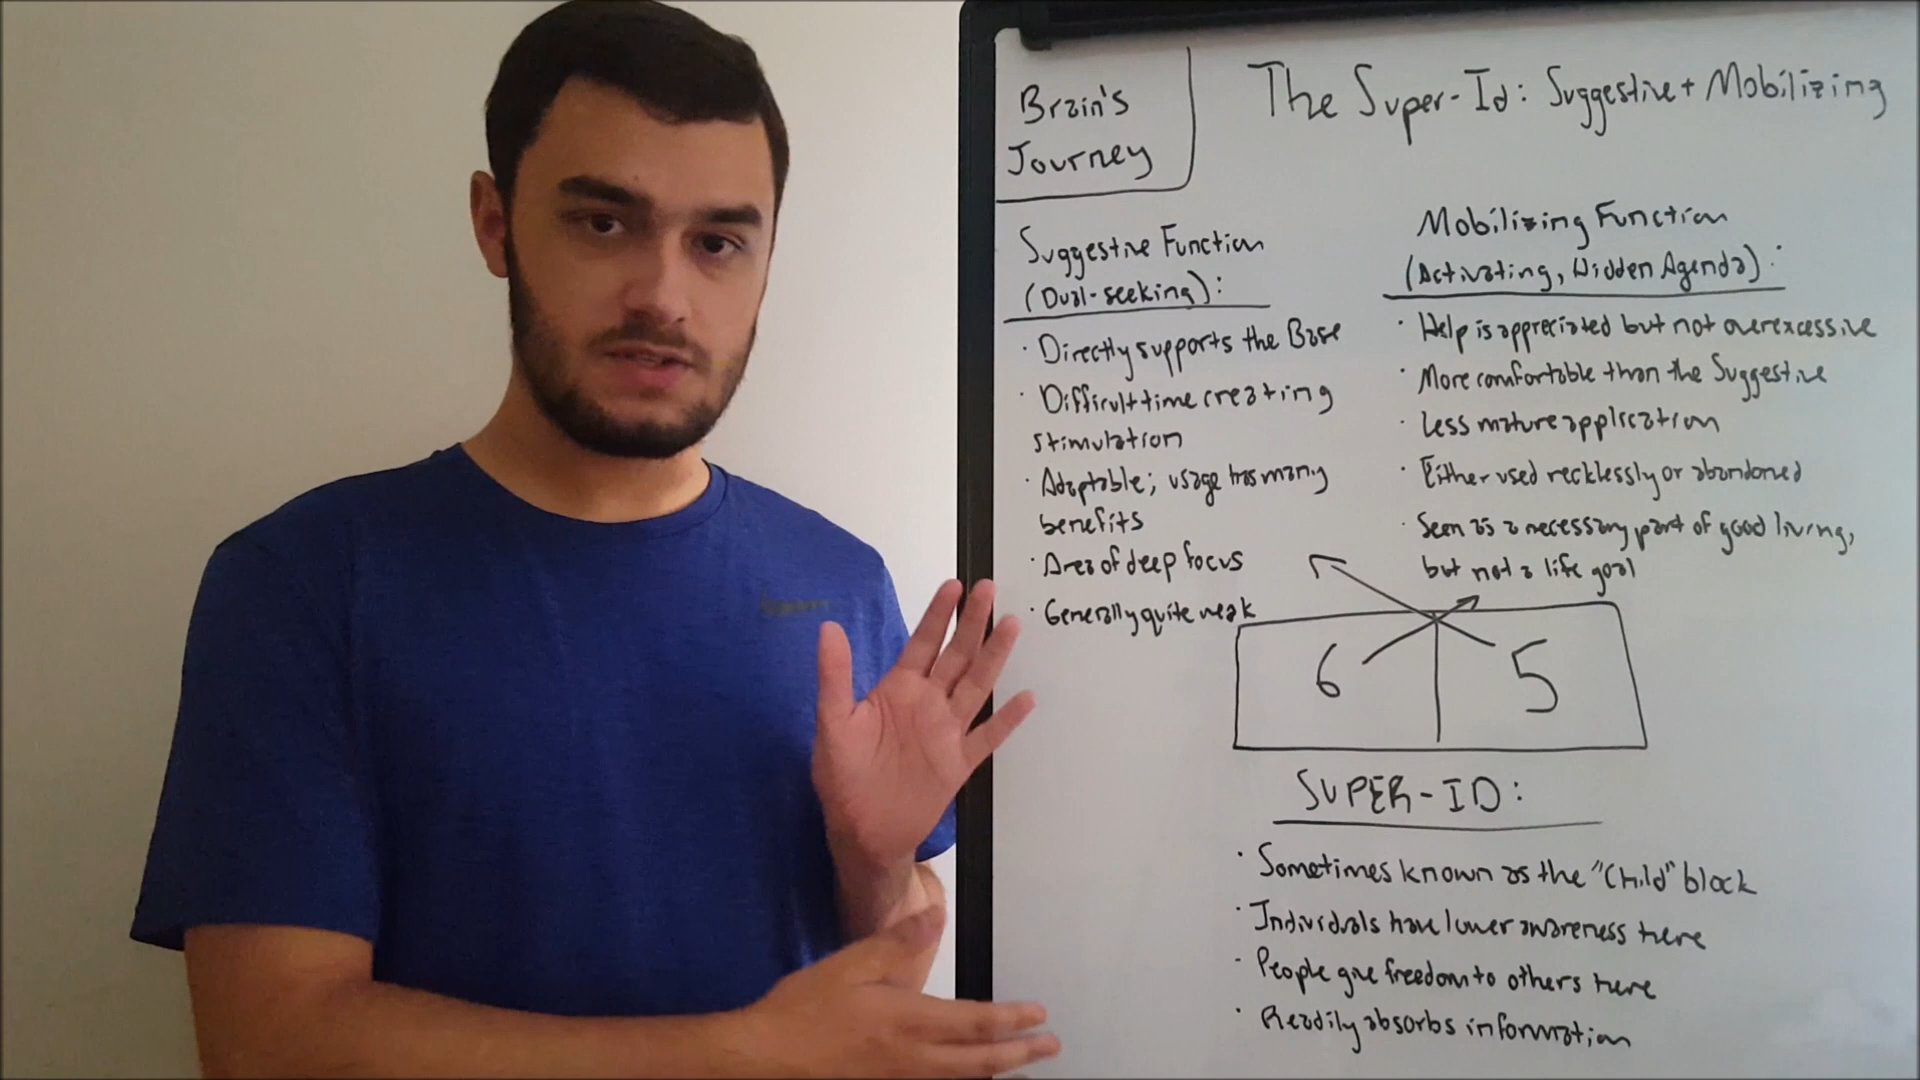 Brain's
Journey
The Super-Id: Suggestive + Mobilizing
Suggestive Function
(Dual-seeking):
· Directly supports the Base
· Difficult time creating
stimulation
· Adaptable; usage has many
benefits
· Area of deep focus
· Generally quite weak
Mobilizing Function
(Activating, Hidden Agenda):
· Help is appreciated but not overexcessive
· More comfortable than the Suggestive
· Less mature application
· Either used recklessly or abandoned
· Seen as a necessary part of good living,
but not a life goal
6 5
SUPER-ID:
· Sometimes known as the "Child" block
· Individuals have lower awareness here
· People give freedom to others here
· Readily absorbs information